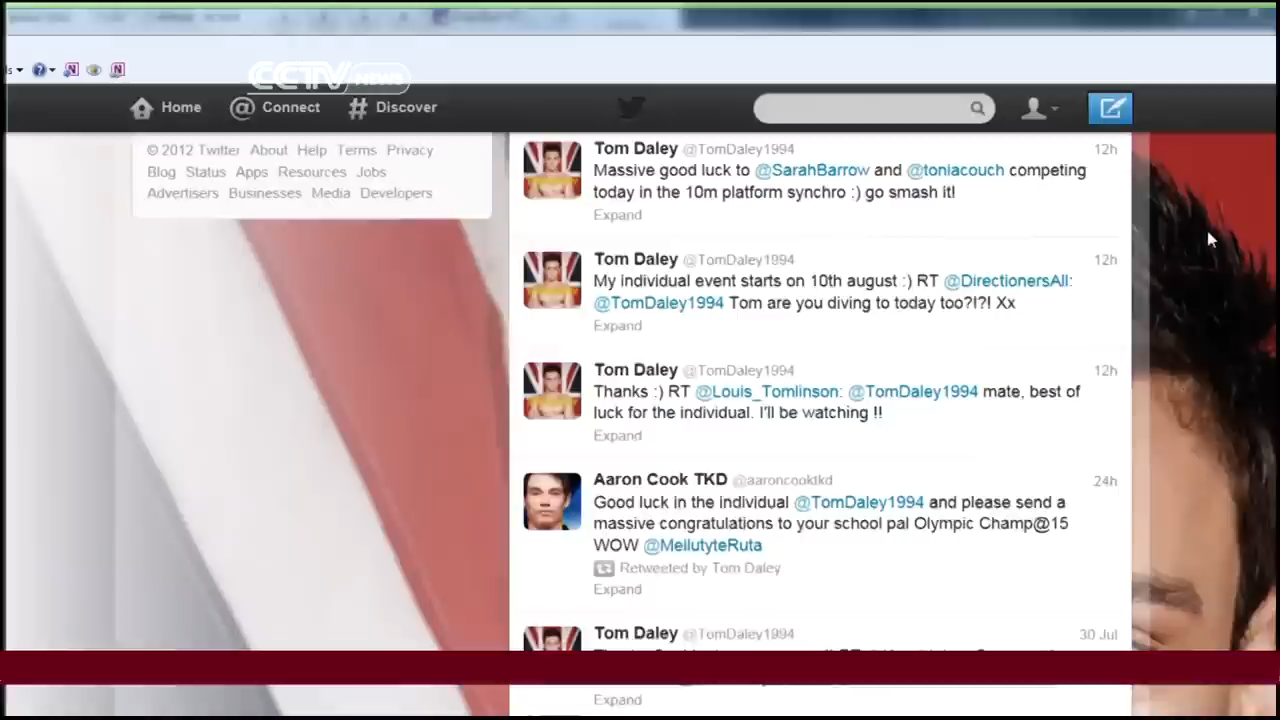 CCTV NEWS
Home Connect Discover
© 2012 Twitter About Help Terms Privacy
Blog Status Apps Resources Jobs
Advertisers Businesses Media Developers
Tom Daley @TomDaley1994 12h
Massive good luck to @SarahBarrow and @toniacouch competing
today in the 10m platform synchro :) go smash it!
Expand
Tom Daley @TomDaley1994 12h
My individual event starts on 10th august :) RT @DirectionersAll:
@TomDaley1994 Tom are you diving to today too?!?! Xx
Expand
Tom Daley @TomDaley1994 12h
Thanks :) RT @Louis_Tomlinson: @TomDaley1994 mate, best of
luck for the individual. I'll be watching !!
Expand
Aaron Cook TKD @aaroncooktkd 24h
Good luck in the individual @TomDaley1994 and please send a
massive congratulations to your school pal Olympic Champ@15
WOW @MeilutyteRuta
Retweeted by Tom Daley
Expand
Tom Daley @TomDaley1994 30 Jul
Expand